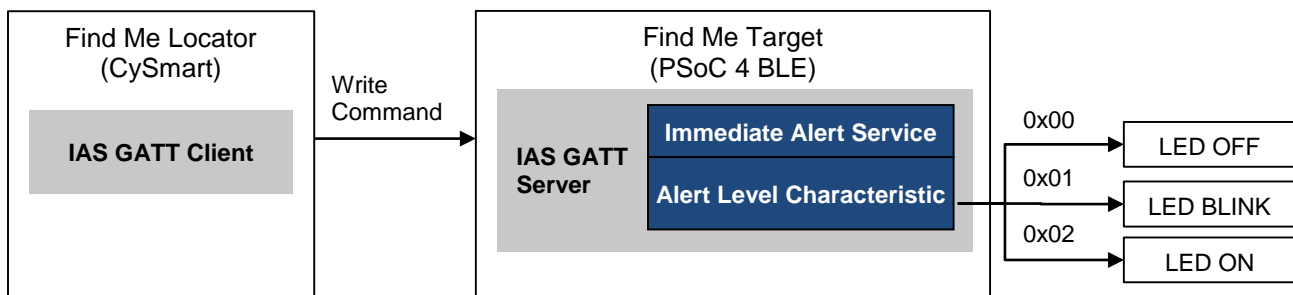 Find Me Locator
(CySmart)
IAS GATT Client
Write
Command
Find Me Target
(PSoC 4 BLE)
IAS GATT
Server
Immediate Alert Service
Alert Level Characteristic
0x00
LED OFF
0x01
LED BLINK
0x02
LED ON